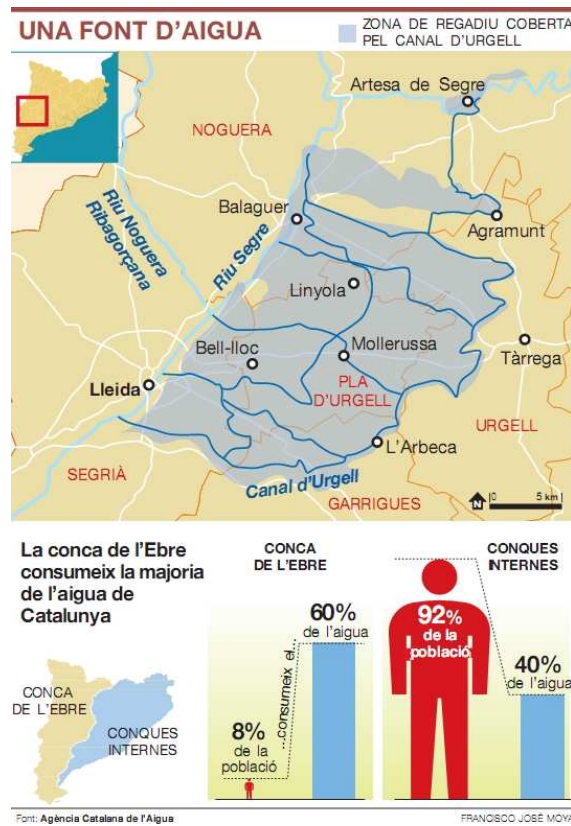 UNA FONT D'AIGUA
ZONA DE REGADIU COBERTA
PEL CANAL D'URGELL
Artesa de Segre
NOGUERA
Riu Noguera
Ribagorçana
Riu Segre
Balaguer
Agramunt
Linyola
Bell-lloc
Mollerussa
Tàrrega
Lleida
PLA
D'URGELL
URGELL
L'Arbeca
SEGRIÀ
Canal d'Urgell
GARRIGUES
N
0 5 km
La conca de l'Ebre
consumeix la majoria
de l'aigua de
Catalunya
CONCA
DE L'EBRE
CONQUES
INTERNES
CONCA
DE L'EBRE
8%
de la
població
...consumeix el...
60%
de l'aigua
CONQUES
INTERNES
92%
de la
població
40%
de l'aigua
Font: Agència Catalana de l'Aigua
FRANCISCO JOSÉ MOYA